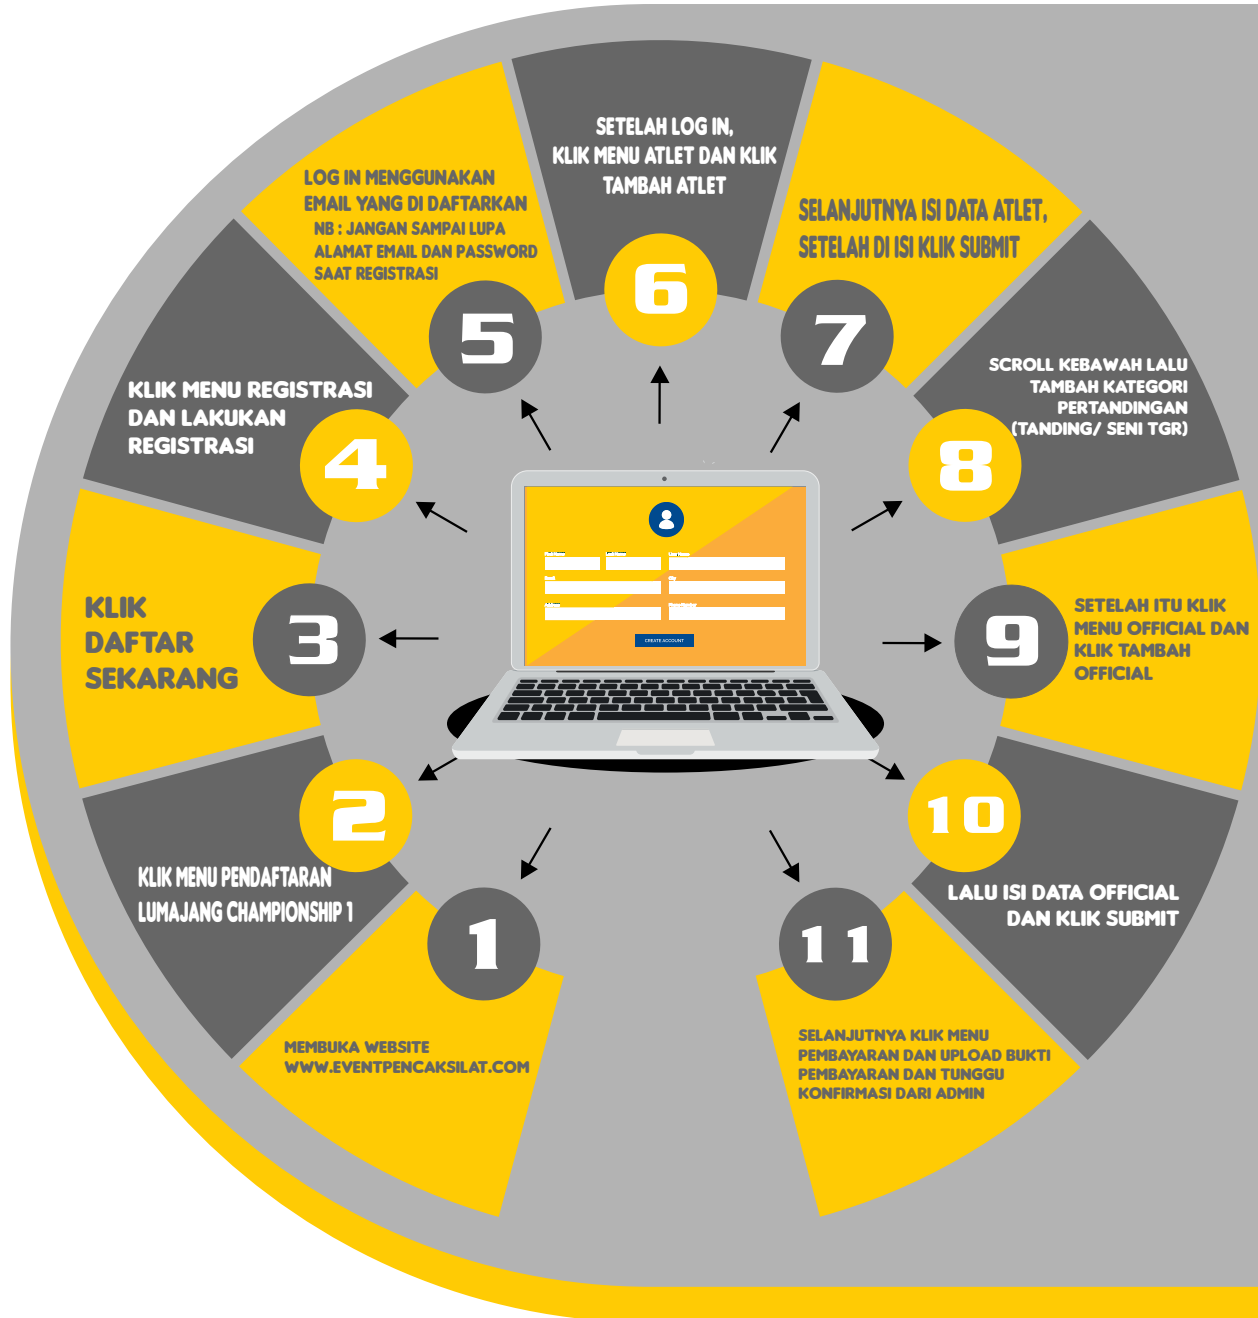 1
MEMBUKA WEBSITE
WWW.EVENTPENCAKSILAT.COM
2
KLIK MENU PENDAFTARAN
LUMAJANG CHAMPIONSHIP 1
3
KLIK
DAFTAR
SEKARANG
4
KLIK MENU REGISTRASI
DAN LAKUKAN
REGISTRASI
5
LOG IN MENGGUNAKAN
EMAIL YANG DI DAFTARKAN
NB : JANGAN SAMPAI LUPA
ALAMAT EMAIL DAN PASSWORD
SAAT REGISTRASI
6
SETELAH LOG IN,
KLIK MENU ATLET DAN KLIK
TAMBAH ATLET
7
SELANJUTNYA ISI DATA ATLET,
SETELAH DI ISI KLIK SUBMIT
8
SCROLL KEBAWAH LALU
TAMBAH KATEGORI
PERTANDINGAN
(TANDING/ SENI TGR)
9
SETELAH ITU KLIK
MENU OFFICIAL DAN
KLIK TAMBAH
OFFICIAL
10
LALU ISI DATA OFFICIAL
DAN KLIK SUBMIT
11
SELANJUTNYA KLIK MENU
PEMBAYARAN DAN UPLOAD BUKTI
PEMBAYARAN DAN TUNGGU
KONFIRMASI DARI ADMIN
CREATE ACCOUNT